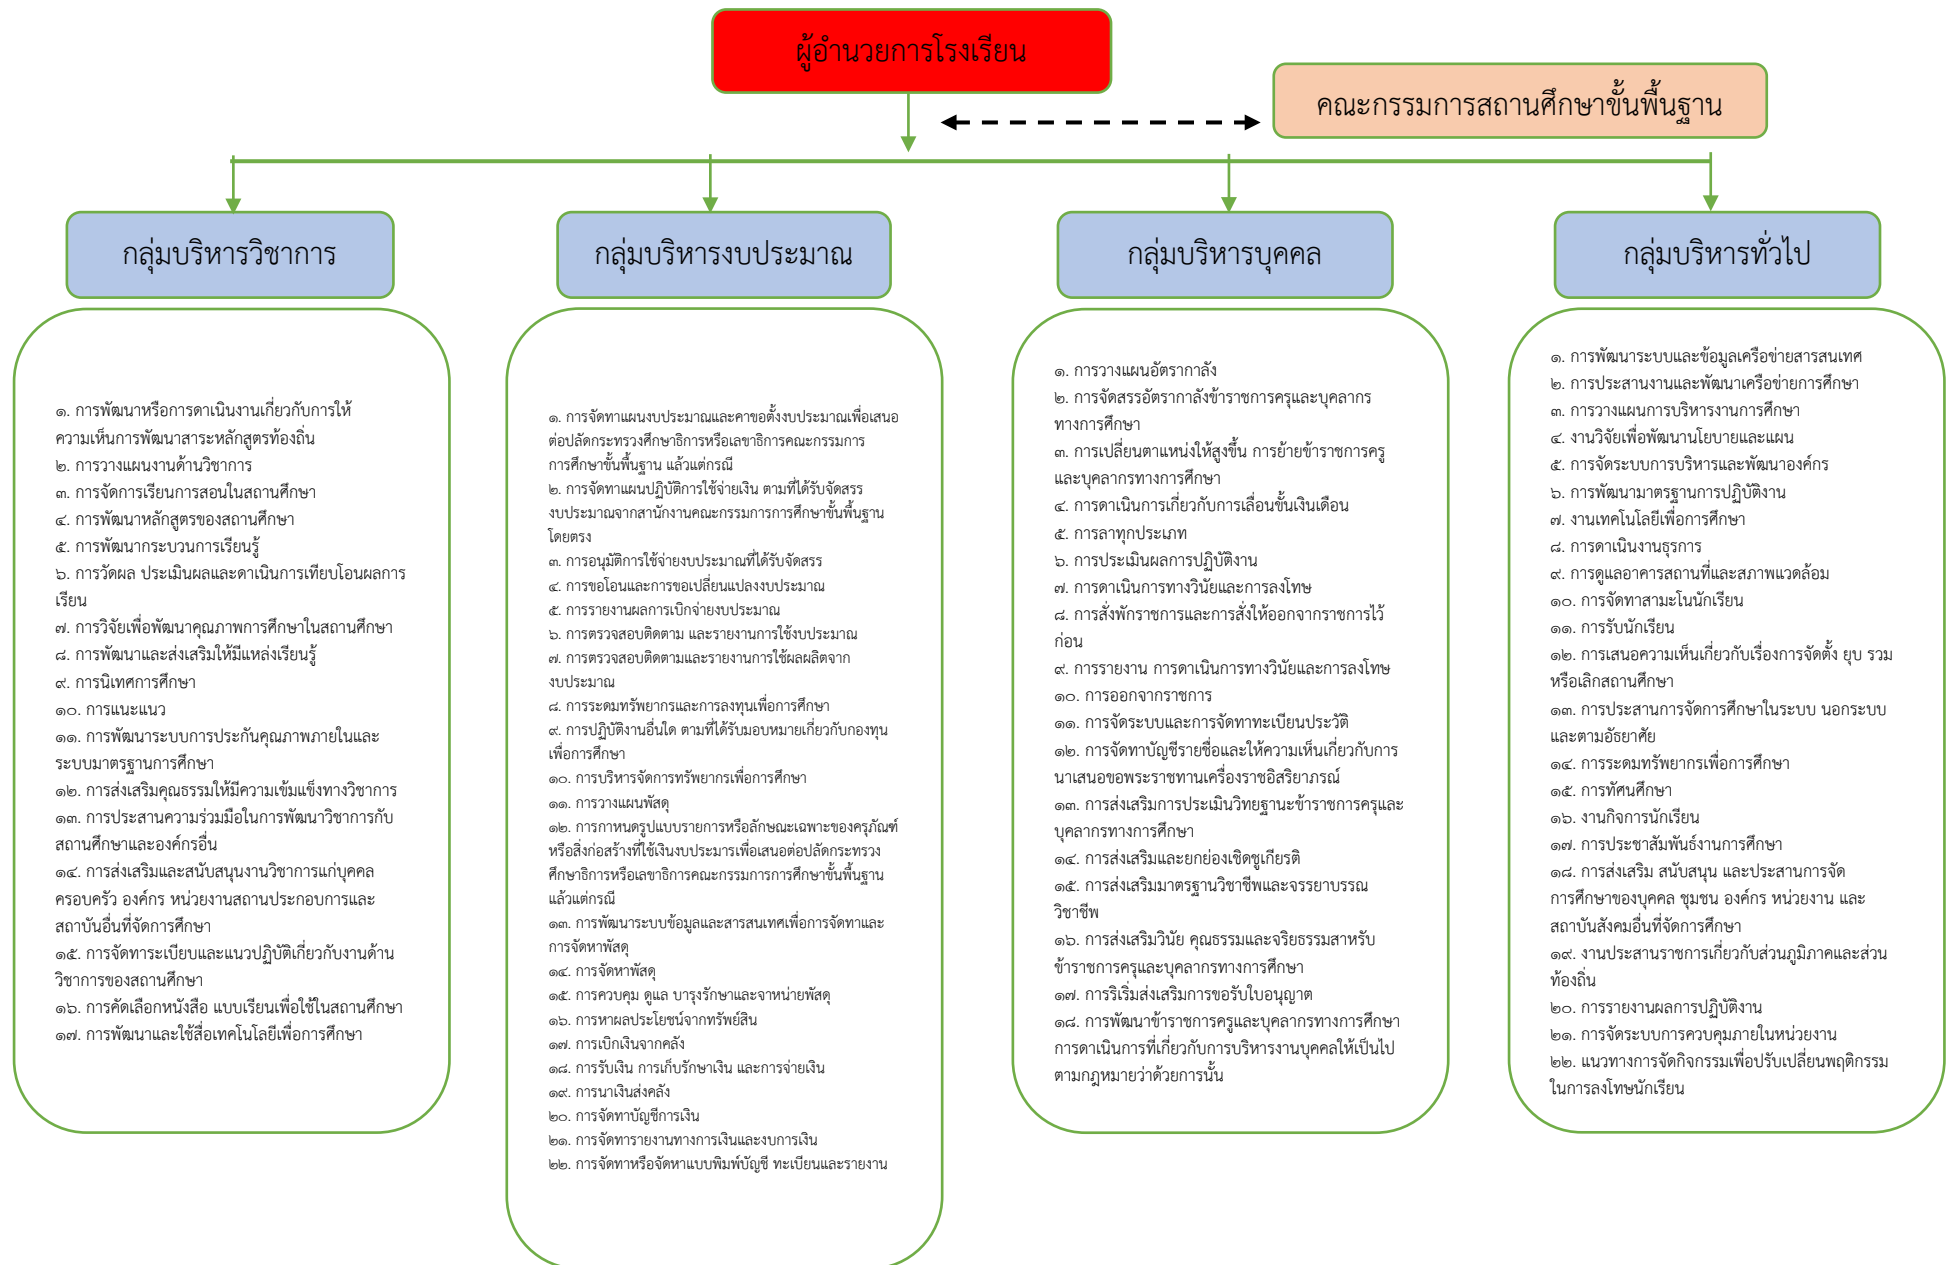 ผู้อำนวยการโรงเรียน
คณะกรรมการสถานศึกษาขั้นพื้นฐาน
กลุ่มบริหารวิชาการ
๑. การพัฒนาหรือการดาเนินงานเกี่ยวกับการให้
ความเห็นการพัฒนาสาระหลักสูตรท้องถิ่น
๒. การวางแผนงานด้านวิชาการ
๓. การจัดการเรียนการสอนในสถานศึกษา
๔. การพัฒนาหลักสูตรของสถานศึกษา
๕. การพัฒนากระบวนการเรียนรู้
๖. การวัดผล ประเมินผลและดาเนินการเทียบโอนผลการ
เรียน
๗. การวิจัยเพื่อพัฒนาคุณภาพการศึกษาในสถานศึกษา
๘. การพัฒนาและส่งเสริมให้มีแหล่งเรียนรู้
๙. การนิเทศการศึกษา
๑๐. การแนะแนว
๑๑. การพัฒนาระบบการประกันคุณภาพภายในและ
ระบบมาตรฐานการศึกษา
๑๒. การส่งเสริมคุณธรรมให้มีความเข้มแข็งทางวิชาการ
๑๓. การประสานความร่วมมือในการพัฒนาวิชาการกับ
สถานศึกษาและองค์กรอื่น
๑๔. การส่งเสริมและสนับสนุนงานวิชาการแก่บุคคล
ครอบครัว องค์กร หน่วยงานสถานประกอบการและ
สถาบันอื่นที่จัดการศึกษา
๑๕. การจัดทาระเบียบและแนวปฏิบัติเกี่ยวกับงานด้าน
วิชาการของสถานศึกษา
๑๖. การคัดเลือกหนังสือ แบบเรียนเพื่อใช้ในสถานศึกษา
๑๗. การพัฒนาและใช้สื่อเทคโนโลยีเพื่อการศึกษา
กลุ่มบริหารงบประมาณ
๑. การจัดทาแผนงบประมาณและคาขอตั้งงบประมาณเพื่อเสนอ
ต่อปลัดกระทรวงศึกษาธิการหรือเลขาธิการคณะกรรมการ
การศึกษาขั้นพื้นฐาน แล้วแต่กรณี
๒. การจัดทาแผนปฏิบัติการใช้จ่ายเงิน ตามที่ได้รับจัดสรร
งบประมาณจากสานักงานคณะกรรมการการศึกษาขั้นพื้นฐาน
โดยตรง
๓. การอนุมัติการใช้จ่ายงบประมาณที่ได้รับจัดสรร
๔. การขอโอนและการขอเปลี่ยนแปลงงบประมาณ
๕. การรายงานผลการเบิกจ่ายงบประมาณ
๖. การตรวจสอบติดตาม และรายงานการใช้งบประมาณ
๗. การตรวจสอบติดตามและรายงานการใช้ผลผลิตจาก
งบประมาณ
๘. การระดมทรัพยากรและการลงทุนเพื่อการศึกษา
๙. การปฏิบัติงานอื่นใด ตามที่ได้รับมอบหมายเกี่ยวกับกองทุน
เพื่อการศึกษา
๑๐. การบริหารจัดการทรัพยากรเพื่อการศึกษา
๑๑. การวางแผนพัสดุ
๑๒. การกาหนดรูปแบบรายการหรือลักษณะเฉพาะของครุภัณฑ์
หรือสิ่งก่อสร้างที่ใช้เงินงบประมารเพื่อเสนอต่อปลัดกระทรวง
ศึกษาธิการหรือเลขาธิการคณะกรรมการการศึกษาขั้นพื้นฐาน
แล้วแต่กรณี
๑๓. การพัฒนาระบบข้อมูลและสารสนเทศเพื่อการจัดทาและ
การจัดหาพัสดุ
๑๔. การจัดหาพัสดุ
๑๕. การควบคุม ดูแล บารุงรักษาและจาหน่ายพัสดุ
๑๖. การหาผลประโยชน์จากทรัพย์สิน
๑๗. การเบิกเงินจากคลัง
๑๘. การรับเงิน การเก็บรักษาเงิน และการจ่ายเงิน
๑๙. การนาเงินส่งคลัง
๒๐. การจัดทาบัญชีการเงิน
๒๑. การจัดทารายงานทางการเงินและงบการเงิน
๒๒. การจัดทาหรือจัดหาแบบพิมพ์บัญชี ทะเบียนและรายงาน
กลุ่มบริหารบุคคล
๑. การวางแผนอัตรากาลัง
๒. การจัดสรรอัตรากาลังข้าราชการครุและบุคลากร
ทางการศึกษา
๓. การเปลี่ยนตาแหน่งให้สูงขึ้น การย้ายข้าราชการครู
และบุคลากรทางการศึกษา
๔. การดาเนินการเกี่ยวกับการเลื่อนขั้นเงินเดือน
๕. การลาทุกประเภท
๖. การประเมินผลการปฏิบัติงาน
๗. การดาเนินการทางวินัยและการลงโทษ
๘. การสั่งพักราชการและการสั่งให้ออกจากราชการไว้
ก่อน
๙. การรายงาน การดาเนินการทางวินัยและการลงโทษ
๑๐. การออกจากราชการ
๑๑. การจัดระบบและการจัดทาทะเบียนประวัติ
๑๒. การจัดทาบัญชีรายชื่อและให้ความเห็นเกี่ยวกับการ
นาเสนอขอพระราชทานเครื่องราชอิสริยาภรณ์
๑๓. การส่งเสริมการประเมินวิทยฐานะข้าราชการครุและ
บุคลากรทางการศึกษา
๑๔. การส่งเสริมและยกย่องเชิดชูเกียรติ
๑๕. การส่งเสริมมาตรฐานวิชาชีพและจรรยาบรรณ
วิชาชีพ
๑๖. การส่งเสริมวินัย คุณธรรมและจริยธรรมสาหรับ
ข้าราชการครุและบุคลากรทางการศึกษา
๑๗. การริเริ่มส่งเสริมการขอรับใบอนุญาต
๑๘. การพัฒนาข้าราชการครูและบุคลากรทางการศึกษา
การดาเนินการที่เกี่ยวกับการบริหารงานบุคคลให้เป็นไป
ตามกฎหมายว่าด้วยการนั้น
กลุ่มบริหารทั่วไป
๑. การพัฒนาระบบและข้อมูลเครือข่ายสารสนเทศ
๒. การประสานงานและพัฒนาเครือข่ายการศึกษา
๓. การวางแผนการบริหารงานการศึกษา
๔. งานวิจัยเพื่อพัฒนานโยบายและแผน
๕. การจัดระบบการบริหารและพัฒนาองค์กร
๖. การพัฒนามาตรฐานการปฏิบัติงาน
๗. งานเทคโนโลยีเพื่อการศึกษา
๘. การดาเนินงานธุรการ
๙. การดูแลอาคารสถานที่และสภาพแวดล้อม
๑๐. การจัดทาสามะโนนักเรียน
๑๑. การรับนักเรียน
๑๒. การเสนอความเห็นเกี่ยวกับเรื่องการจัดตั้ง ยุบ รวม
หรือเลิกสถานศึกษา
๑๓. การประสานการจัดการศึกษาในระบบ นอกระบบ
และตามอัธยาศัย
๑๔. การระดมทรัพยากรเพื่อการศึกษา
๑๕. การทัศนศึกษา
๑๖. งานกิจการนักเรียน
๑๗. การประชาสัมพันธ์งานการศึกษา
๑๘. การส่งเสริม สนับสนุน และประสานการจัด
การศึกษาของบุคคล ชุมชน องค์กร หน่วยงาน และ
สถาบันสังคมอื่นที่จัดการศึกษา
๑๙. งานประสานราชการเกี่ยวกับส่วนภูมิภาคและส่วน
ท้องถิ่น
๒๐. การรายงานผลการปฏิบัติงาน
๒๑. การจัดระบบการควบคุมภายในหน่วยงาน
๒๒. แนวทางการจัดกิจกรรมเพื่อปรับเปลี่ยนพฤติกรรม
ในการลงโทษนักเรียน